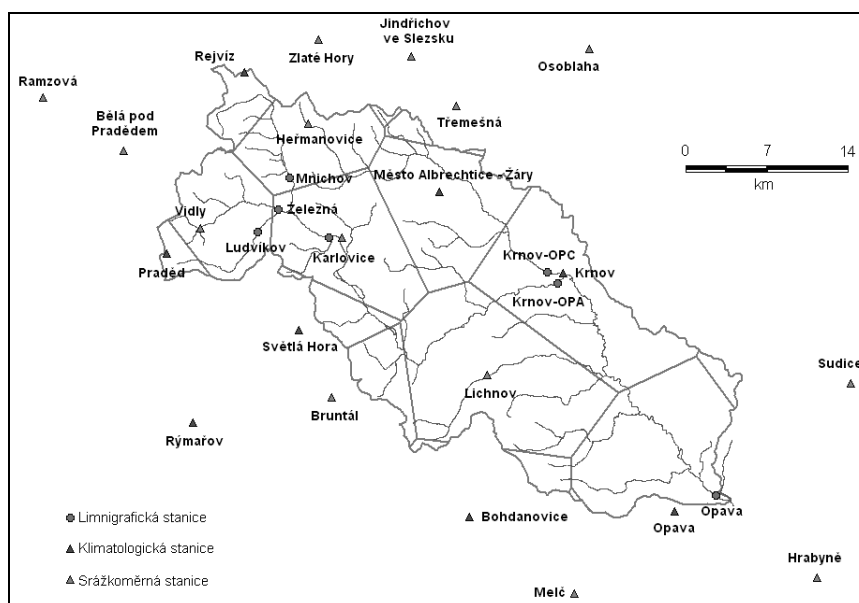 Jindřichov
ve Slezsku
Rejvíz
Zlaté Hory
Osoblaha
Ramzová
Bělá pod
Pradědem
Třemešná
Heřmanovice
0 7 14
km
Mnichov
Město Albrechtice - Žáry
Vidly
Železná
Ludvíkov
Karlovice
Krnov-OPC
Krnov
Praděd
Krnov-OPA
Světlá Hora
Sudice
Lichnov
Bruntál
Rýmařov
Limnigrafická stanice
Bohdanovice
Opava
Opava
Klimatologická stanice
Hrabyně
Srážkoměrná stanice
Melč